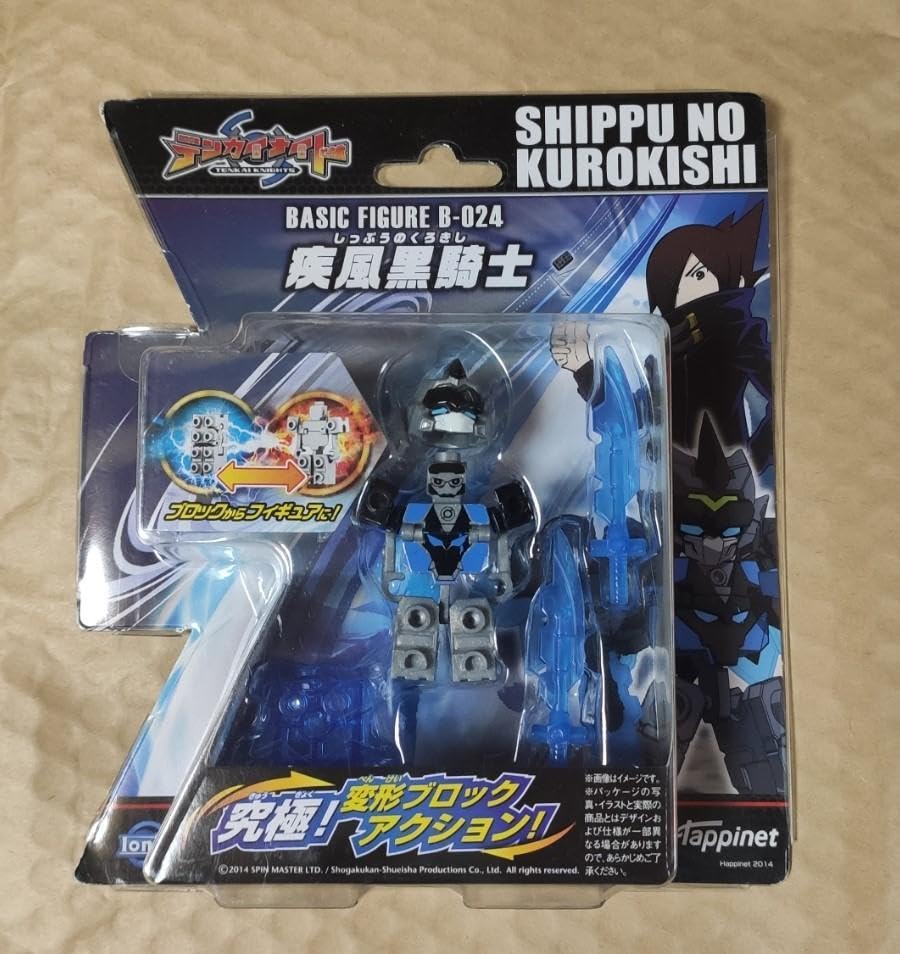 テンカイナイト
TENKAI KNIGHTS
SHIPPU NO
KUROKISHI
BASIC FIGURE B-024
しっぷうのくろきし
疾風黒騎士
ブロックからフィギュアに!
きゅう きょく
究極!
へん けい
変形ブロック
アクション!
※画像はイメージです。
※パッケージの写
真・イラストと実際の
商品とはデザインお
よび仕様が一部異
なる場合があります
ので、あらかじめご了
承ください。
©2014 SPIN MASTER LTD. / Shogakukan-Shueisha Productions Co., Ltd. All rights reserved.
Happinet
Happinet 2014